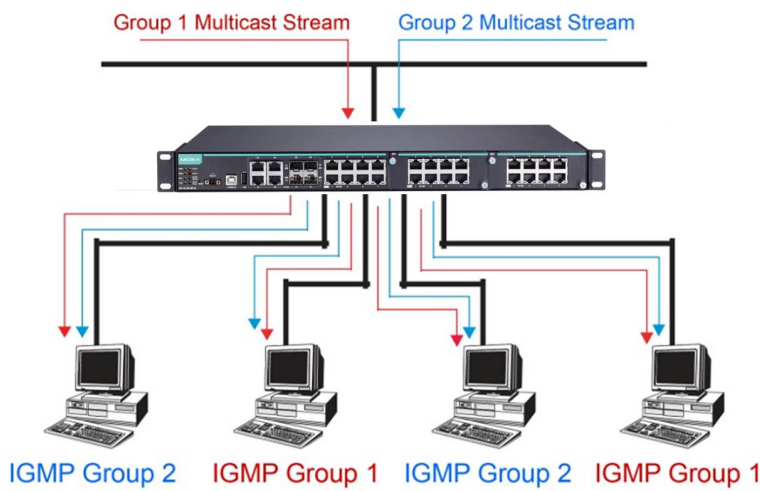 Group 1 Multicast Stream
Group 2 Multicast Stream
MOXA
IGMP Group 2
IGMP Group 1
IGMP Group 2
IGMP Group 1